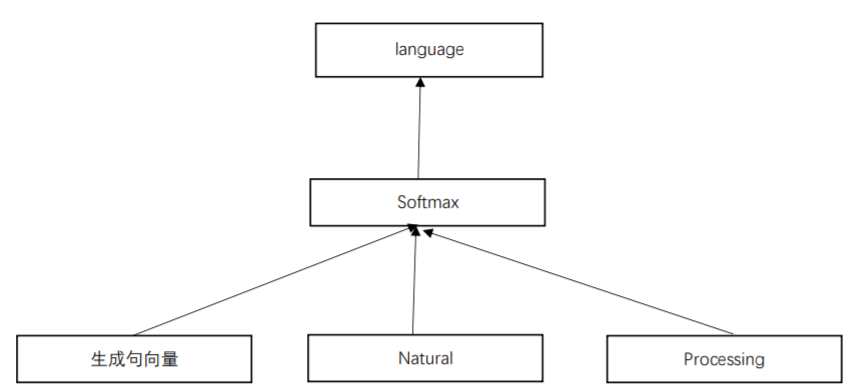 language
Softmax
生成句向量
Natural
Processing